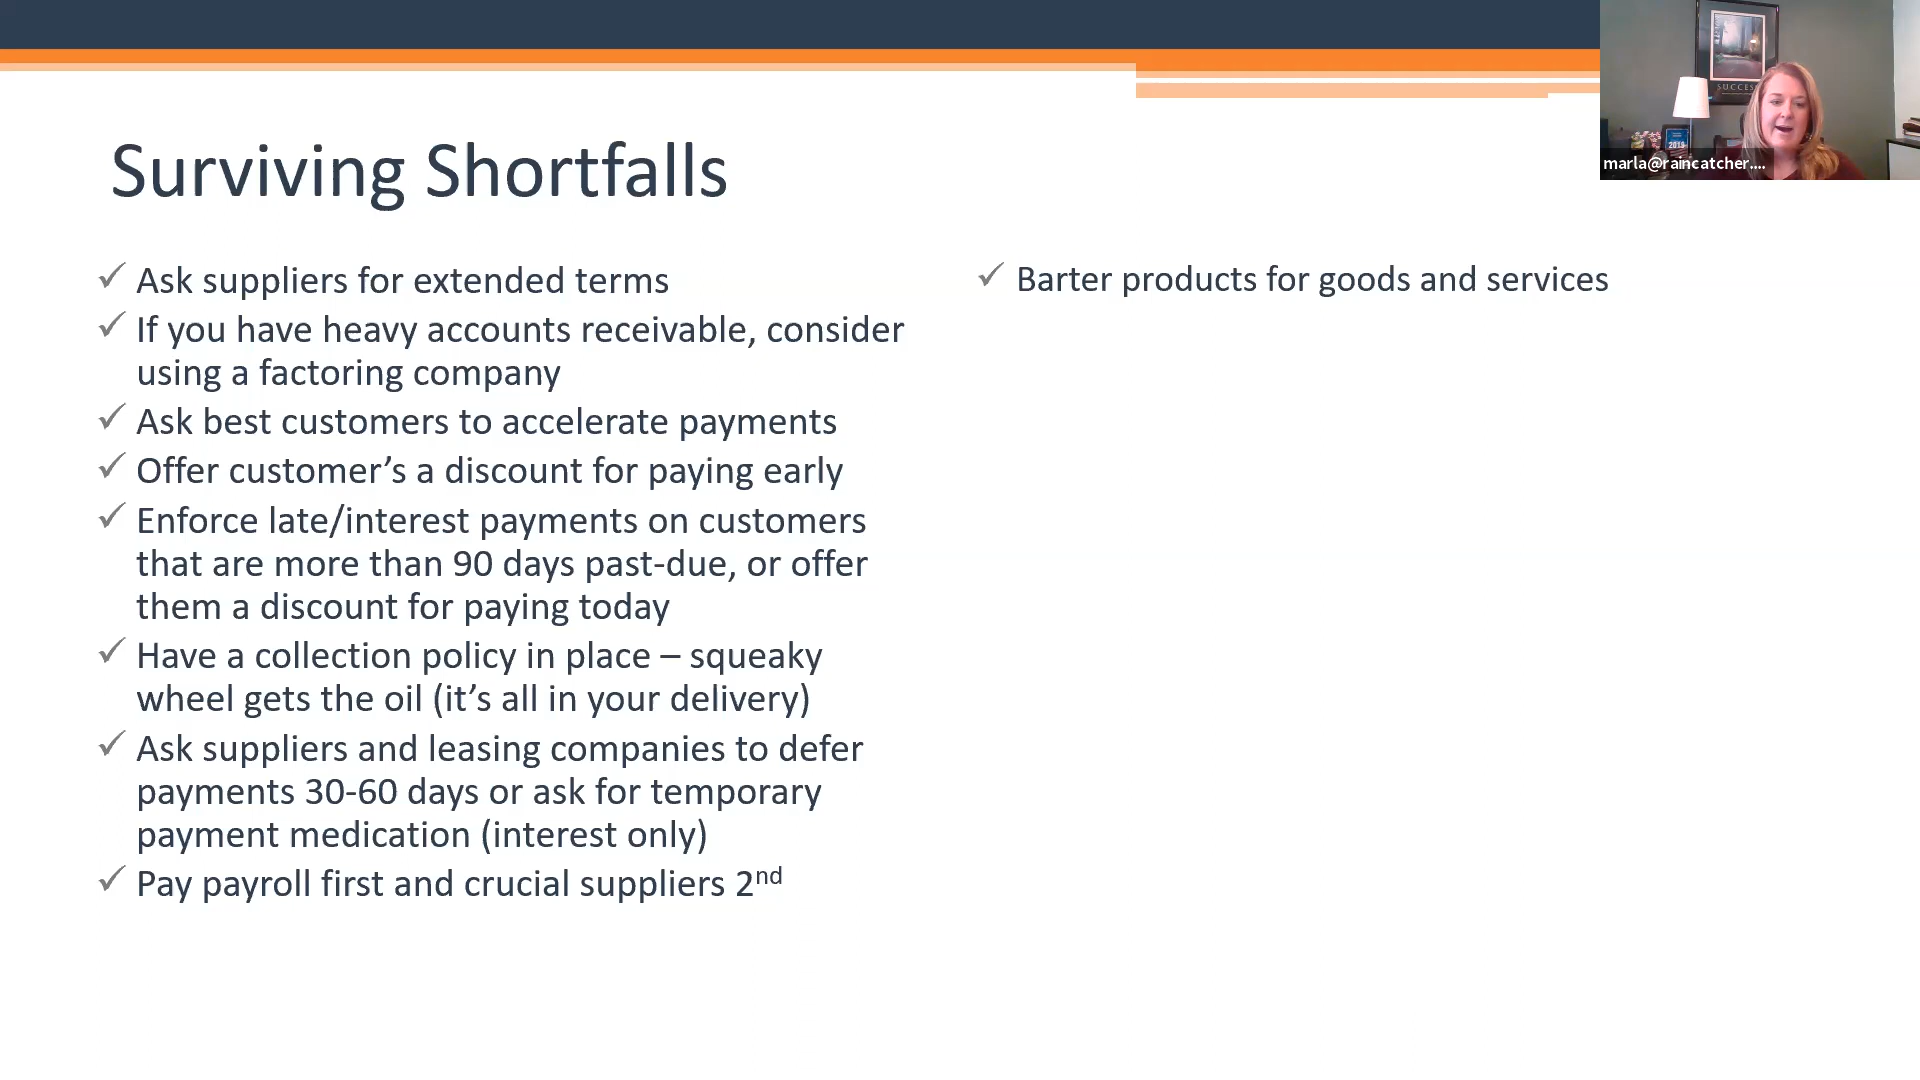 Surviving Shortfalls
✓ Ask suppliers for extended terms
✓ If you have heavy accounts receivable, consider
using a factoring company
✓ Ask best customers to accelerate payments
✓ Offer customer’s a discount for paying early
✓ Enforce late/interest payments on customers
that are more than 90 days past-due, or offer
them a discount for paying today
✓ Have a collection policy in place – squeaky
wheel gets the oil (it’s all in your delivery)
✓ Ask suppliers and leasing companies to defer
payments 30-60 days or ask for temporary
payment medication (interest only)
✓ Pay payroll first and crucial suppliers 2nd
✓ Barter products for goods and services
SUCCES
2019
marla@raincatcher....